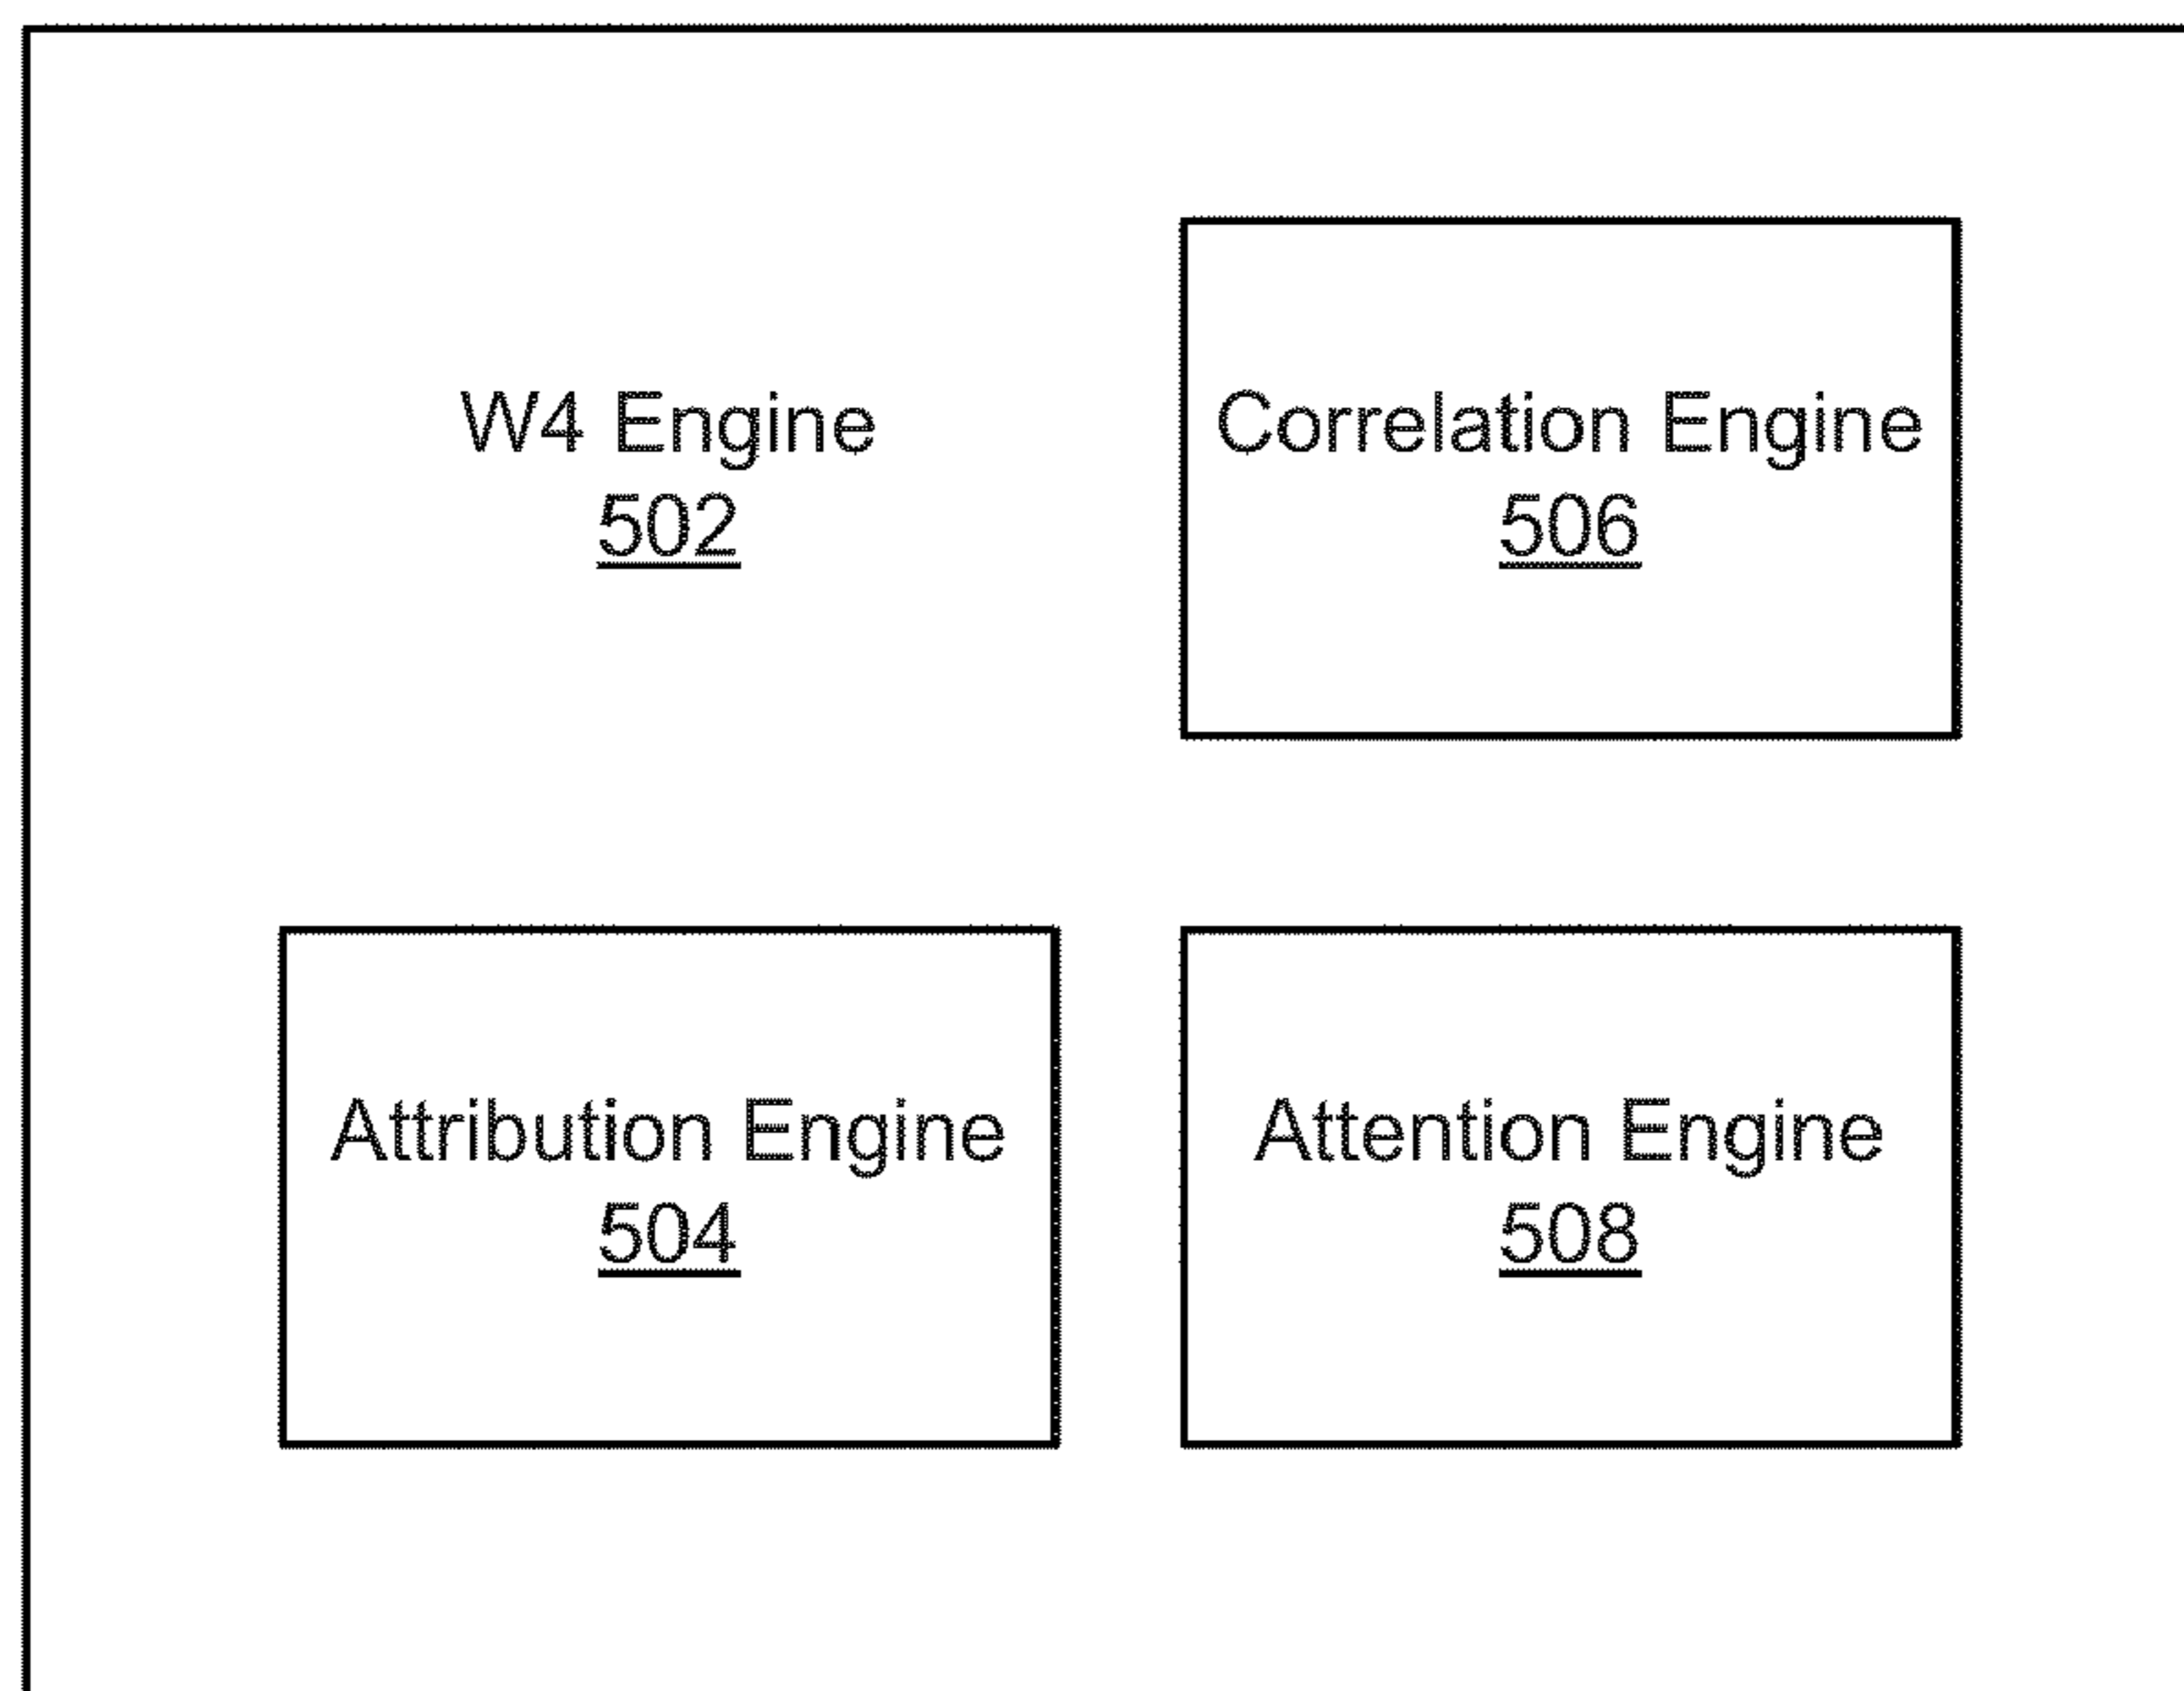 W4 Engine
502
Correlation Engine
506
Attribution Engine
504
Attention Engine
508